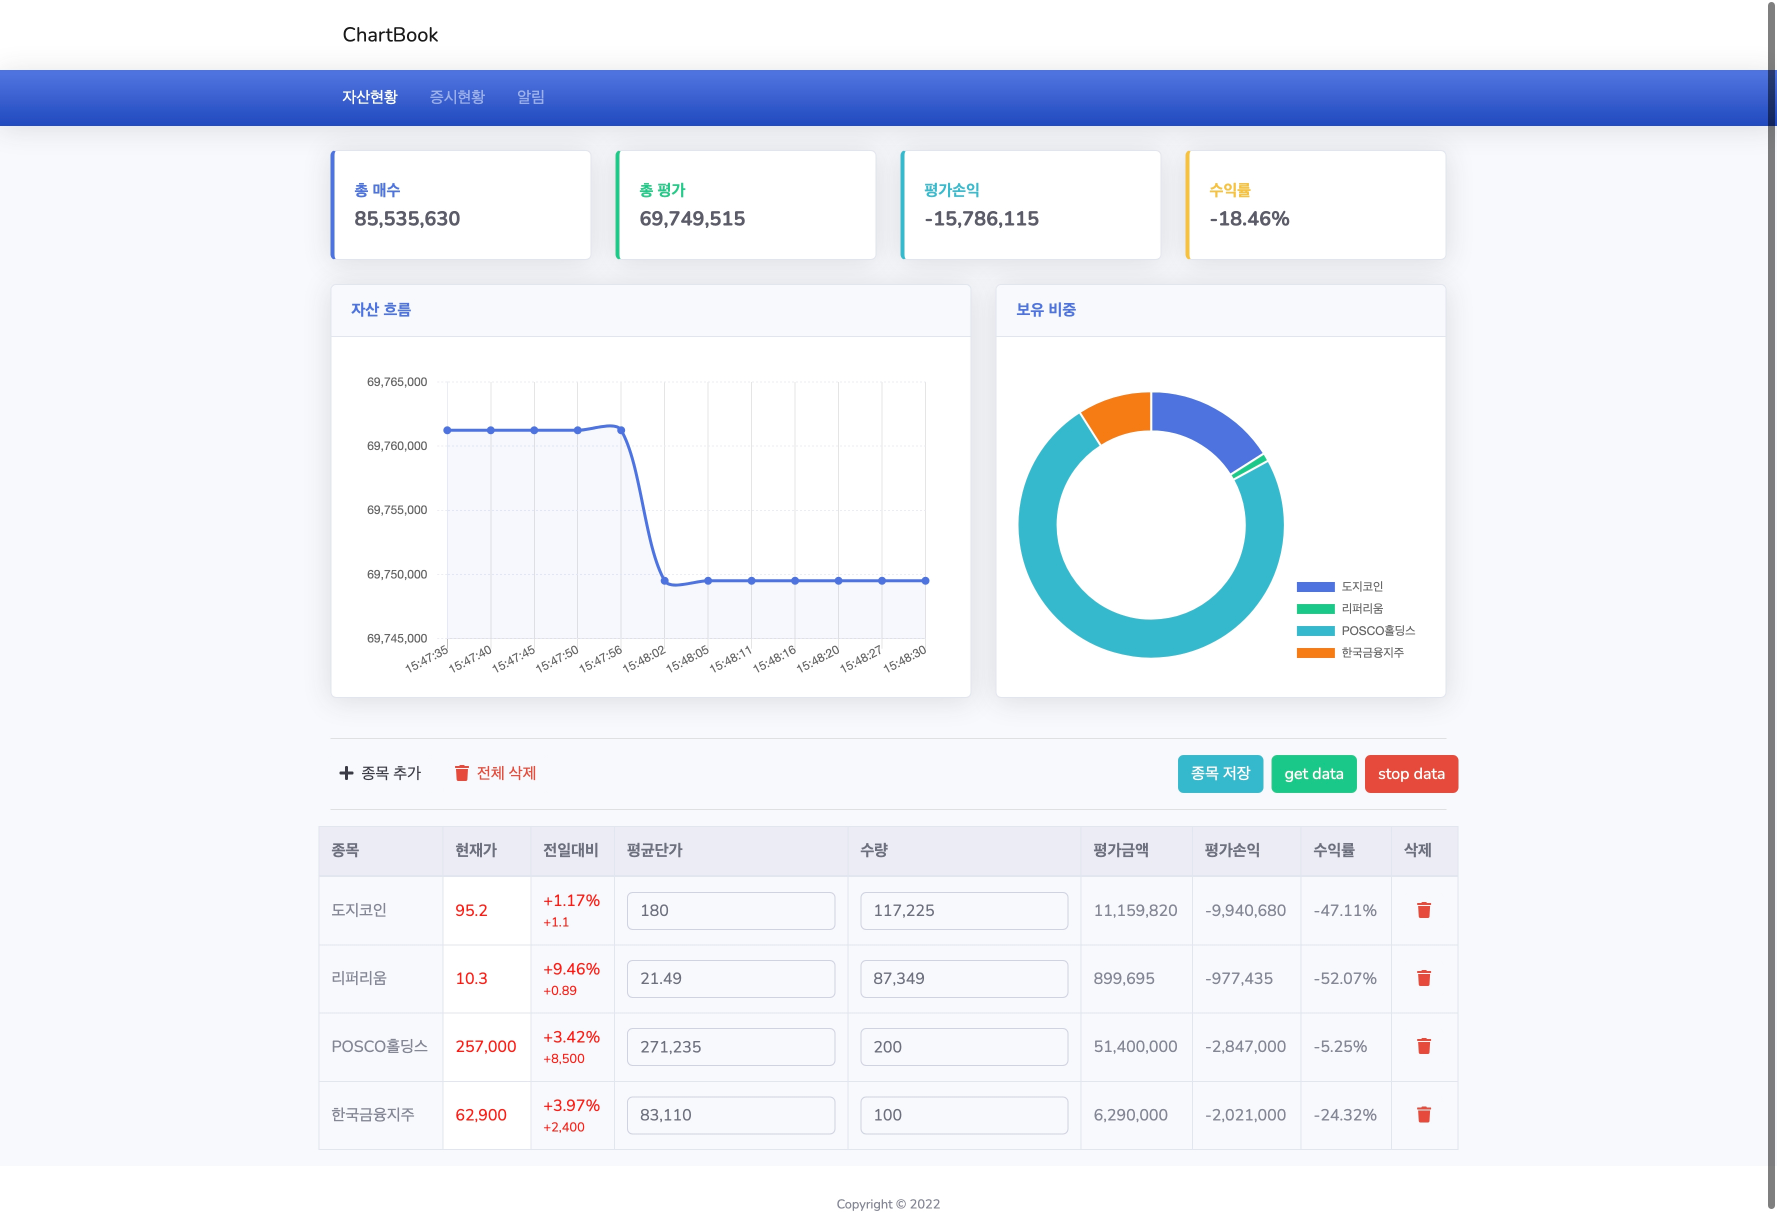 ChartBook
자산현황 증시현황 알림
총 매수
85,535,630
총 평가
69,749,515
평가손익
-15,786,115
수익률
-18.46%
자산 흐름
69,765,000
69,760,000
69,755,000
69,750,000
69,745,000
15:47:35 15:47:40 15:47:45 15:47:50 15:47:56 15:48:02 15:48:05 15:48:11 15:48:16 15:48:20 15:48:27 15:48:30
보유 비중
도지코인
리퍼리움
POSCO홀딩스
한국금융지주
종목 추가 전체 삭제 종목 저장 get data stop data
종목 현재가 전일대비 평균단가 수량 평가금액 평가손익 수익률 삭제
도지코인 95.2 +1.17% 180 117,225 11,159,820 -9,940,680 -47.11%
+1.1
리퍼리움 10.3 +9.46% 21.49 87,349 899,695 -977,435 -52.07%
+0.89
POSCO홀딩스 257,000 +3.42% 271,235 200 51,400,000 -2,847,000 -5.25%
+8,500
한국금융지주 62,900 +3.97% 83,110 100 6,290,000 -2,021,000 -24.32%
+2,400
Copyright © 2022